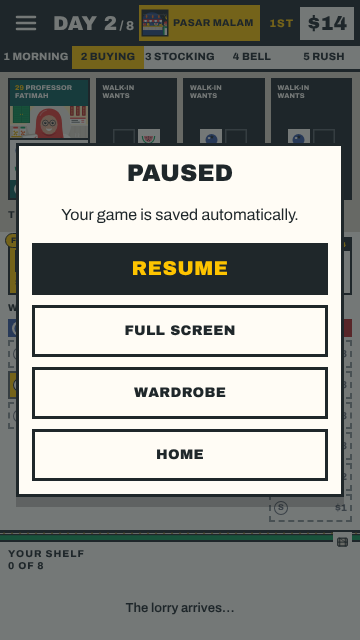 DAY 2 / 8
PASAR MALAM
1ST
$14
1 MORNING
2 BUYING
3 STOCKING
4 BELL
5 RUSH
29 PROFESSOR
FATIMAH
WALK-IN
WANTS
WALK-IN
WANTS
WALK-IN
WANTS
PAUSED
Your game is saved automatically.
RESUME
FULL SCREEN
WARDROBE
HOME
S
$1
YOUR SHELF
0 OF 8
The lorry arrives...